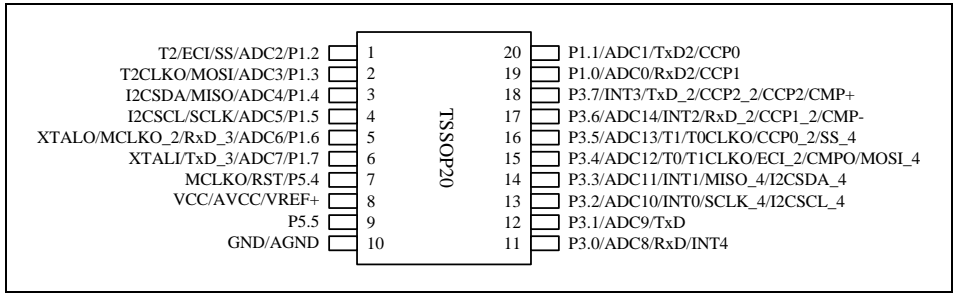 T2/ECI/SS/ADC2/P1.2 1 20 P1.1/ADC1/TxD2/CCP0
T2CLKO/MOSI/ADC3/P1.3 2 19 P1.0/ADC0/RxD2/CCP1
I2CSDA/MISO/ADC4/P1.4 3 18 P3.7/INT3/TxD_2/CCP2_2/CCP2/CMP+
I2CSCL/SCLK/ADC5/P1.5 4 17 P3.6/ADC14/INT2/RxD_2/CCP1_2/CMP-
XTALO/MCLKO_2/RxD_3/ADC6/P1.6 5 16 P3.5/ADC13/T1/T0CLKO/CCP0_2/SS_4
XTALI/TxD_3/ADC7/P1.7 6 15 P3.4/ADC12/T0/T1CLKO/ECI_2/CMPO/MOSI_4
MCLKO/RST/P5.4 7 14 P3.3/ADC11/INT1/MISO_4/I2CSDA_4
VCC/AVCC/VREF+ 8 13 P3.2/ADC10/INT0/SCLK_4/I2CSCL_4
P5.5 9 12 P3.1/ADC9/TxD
GND/AGND 10 11 P3.0/ADC8/RxD/INT4
TSSOP20